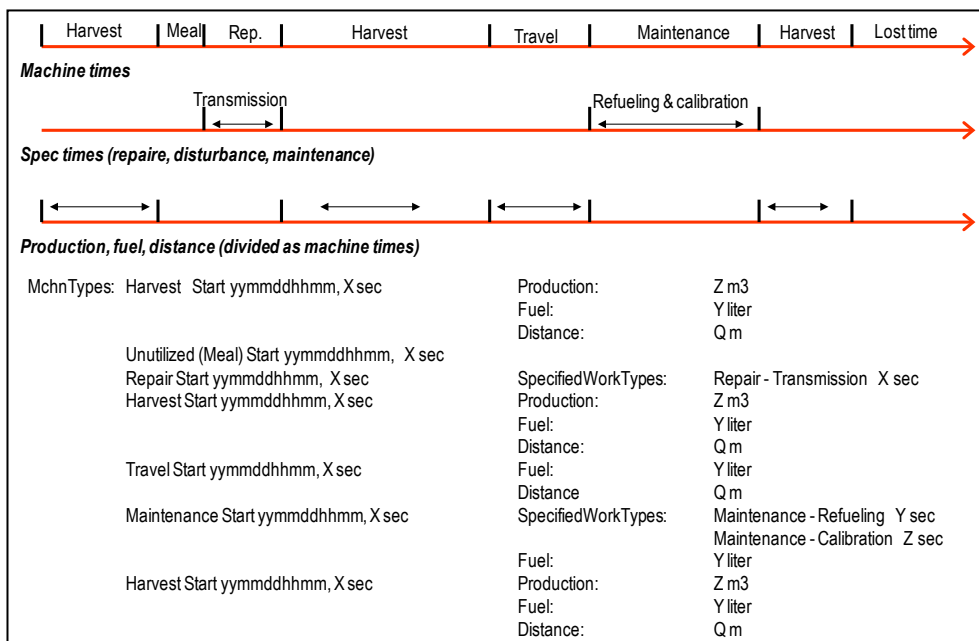 Harvest Meal Rep. Harvest Travel Maintenance Harvest Lost time
Machine times
Transmission Refueling & calibration
Spec times (repaire, disturbance, maintenance)
Production, fuel, distance (divided as machine times)
MchnTypes: Harvest Start yymmddhhmm, X sec Production: Z m3
Fuel: Y liter
Distance: Q m
Unutilized (Meal) Start yymmddhhmm, X sec
Repair Start yymmddhhmm, X sec SpecifiedWorkTypes: Repair - Transmission X sec
Harvest Start yymmddhhmm, X sec Production: Z m3
Fuel: Y liter
Distance: Q m
Travel Start yymmddhhmm, X sec Fuel: Y liter
Distance Q m
Maintenance Start yymmddhhmm, X sec SpecifiedWorkTypes: Maintenance - Refueling Y sec
Maintenance - Calibration Z sec
Fuel: Y liter
Harvest Start yymmddhhmm, X sec Production: Z m3
Fuel: Y liter
Distance: Q m